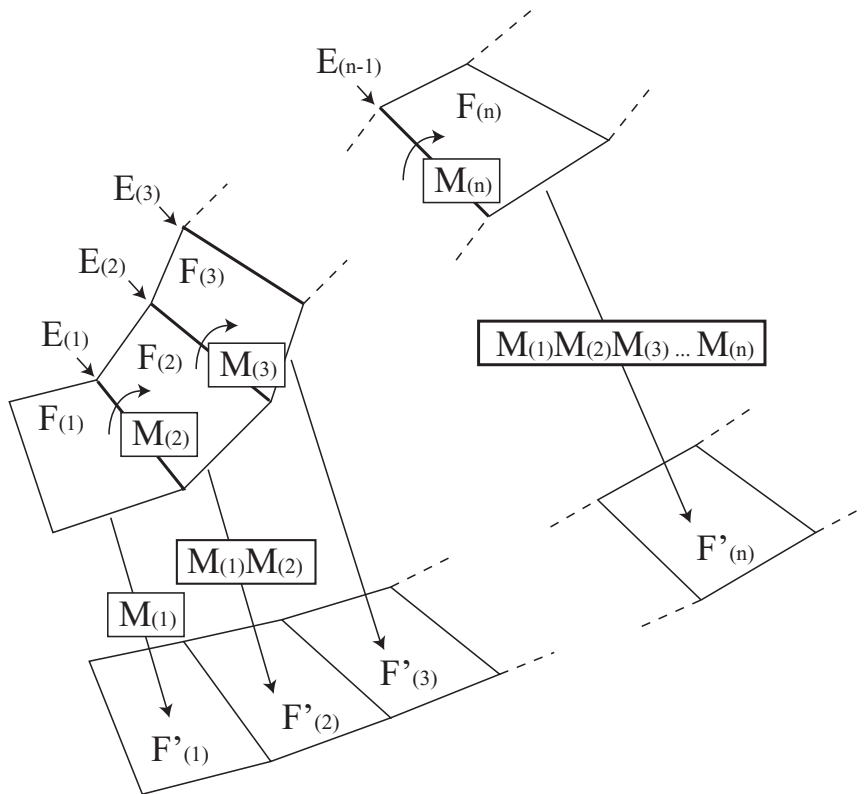 E(n-1)
F(n)
M(n)
E(3)
E(2)
F(3)
E(1)
F(2)
M(3)
F(1)
M(2)
M(1)M(2)M(3) ... M(n)
M(1)M(2)
M(1)
F’(n)
F’(3)
F’(2)
F’(1)